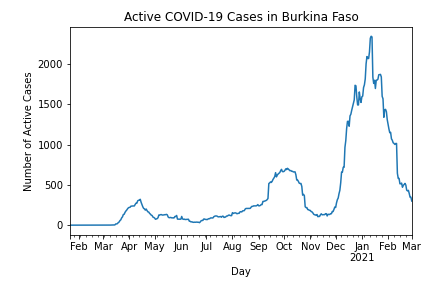 Active COVID-19 Cases in Burkina Faso
Number of Active Cases
2000
1500
1000
500
0
Feb Mar Apr May Jun Jul Aug Sep Oct Nov Dec Jan Feb Mar
2021
Day